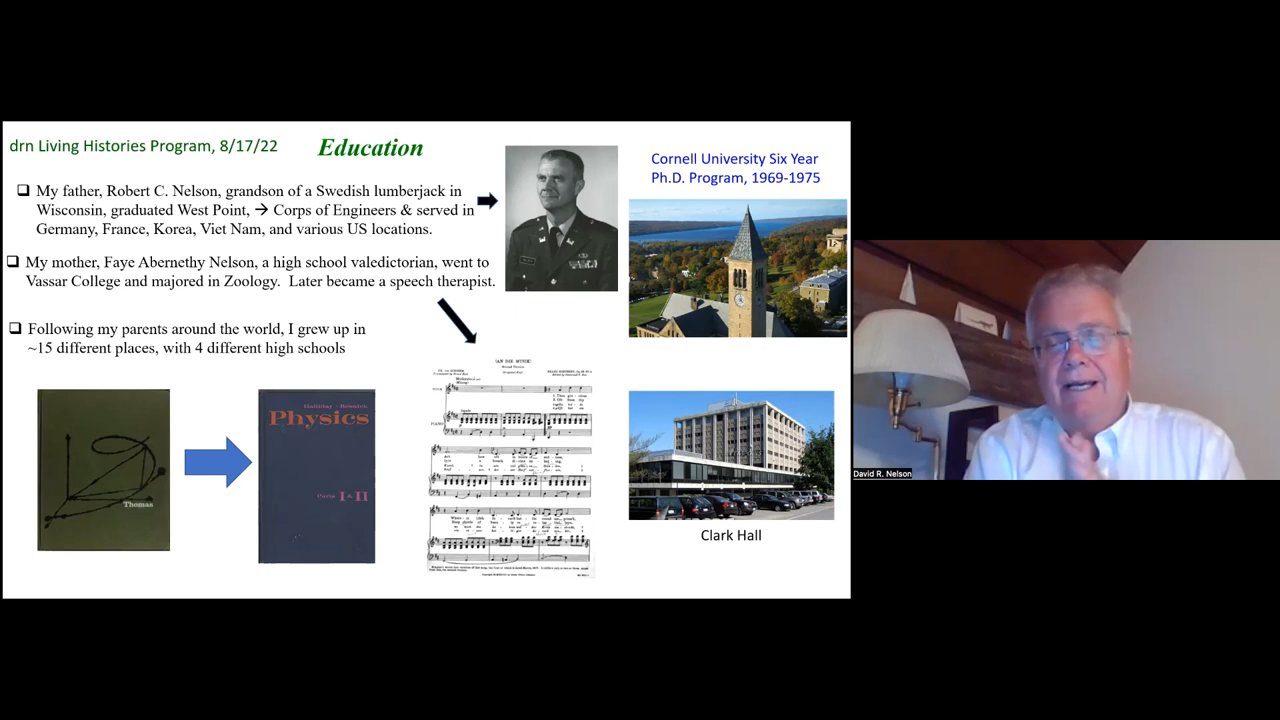 drn Living Histories Program, 8/17/22
Education
❑ My father, Robert C. Nelson, grandson of a Swedish lumberjack in
Wisconsin, graduated West Point, → Corps of Engineers & served in
Germany, France, Korea, Viet Nam, and various US locations.
❑ My mother, Faye Abernethy Nelson, a high school valedictorian, went to
Vassar College and majored in Zoology. Later became a speech therapist.
❑ Following my parents around the world, I grew up in
~15 different places, with 4 different high schools
Thomas
Halliday - Resnick
Physics
Parts I & II
(AN DIE MUSIK)
PIANO
Cornell University Six Year
Ph.D. Program, 1969-1975
Clark Hall
David R. Nelson